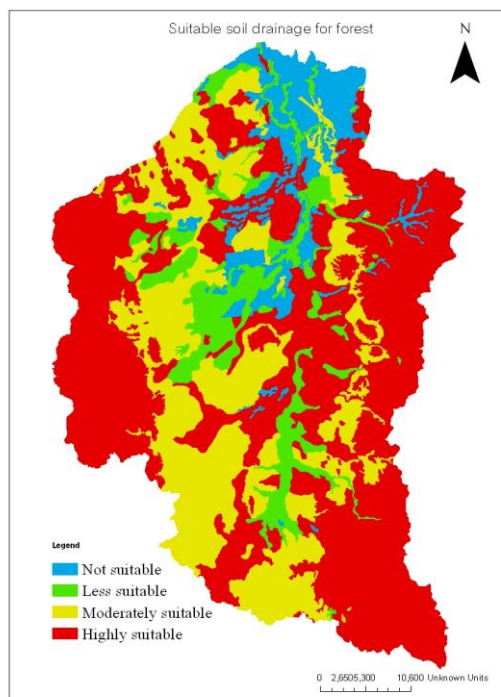 Suitable soil drainage for forest
N
Legend
Not suitable
Less suitable
Moderately suitable
Highly suitable
0 2,6505,300 10,600 Unknown Units